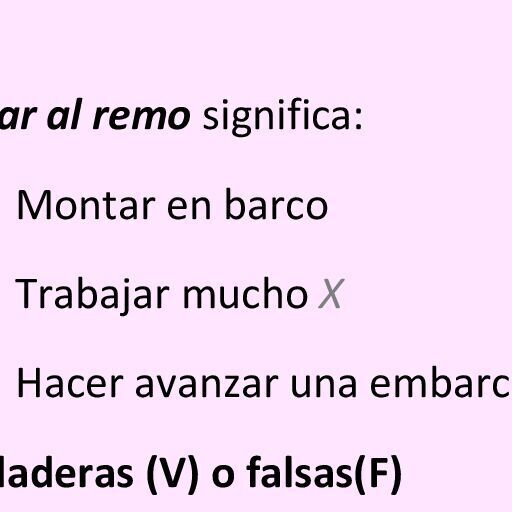 ar al remo significa:
Montar en barco
Trabajar mucho X
Hacer avanzar una embarc
laderas (V) o falsas(F)